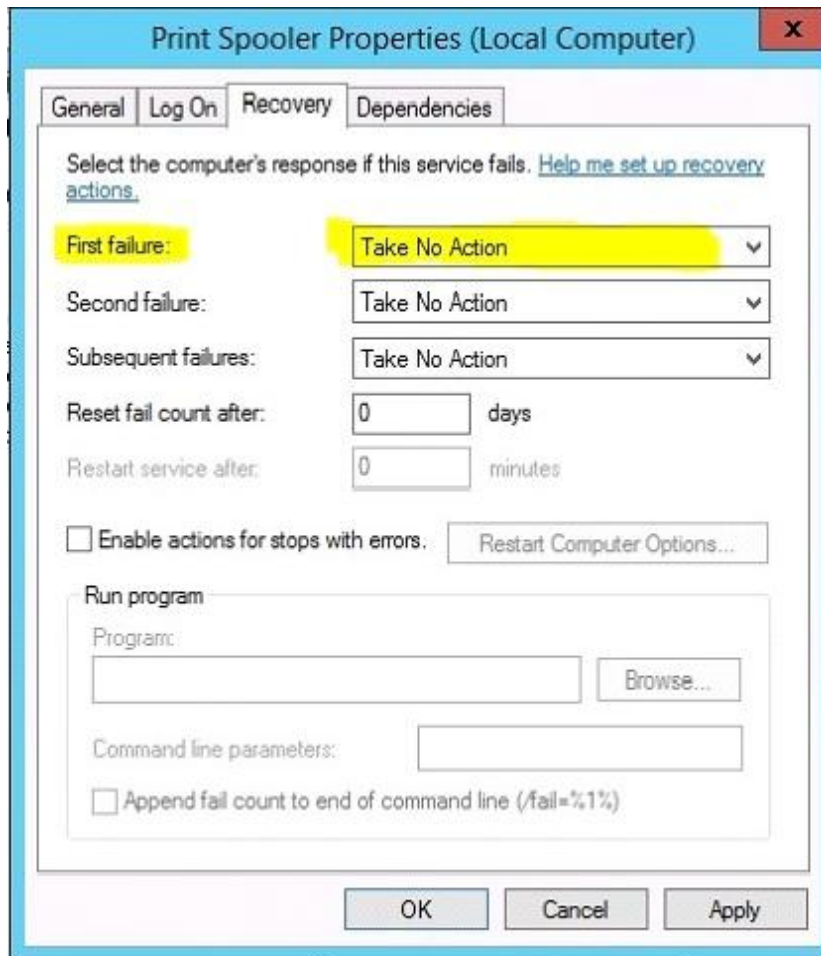 Print Spooler Properties (Local Computer)
x
General Log On Recovery Dependencies
Select the computer's response if this service fails. Help me set up recovery
actions.
First failure: Take No Action
Second failure: Take No Action
Subsequent failures: Take No Action
Reset fail count after: 0 days
Restart service after: 0 minutes
Enable actions for stops with errors. Restart Computer Options...
Run program
Program:
Browse...
Command line parameters:
Append fail count to end of command line (/fail=%1%)
OK Cancel Apply